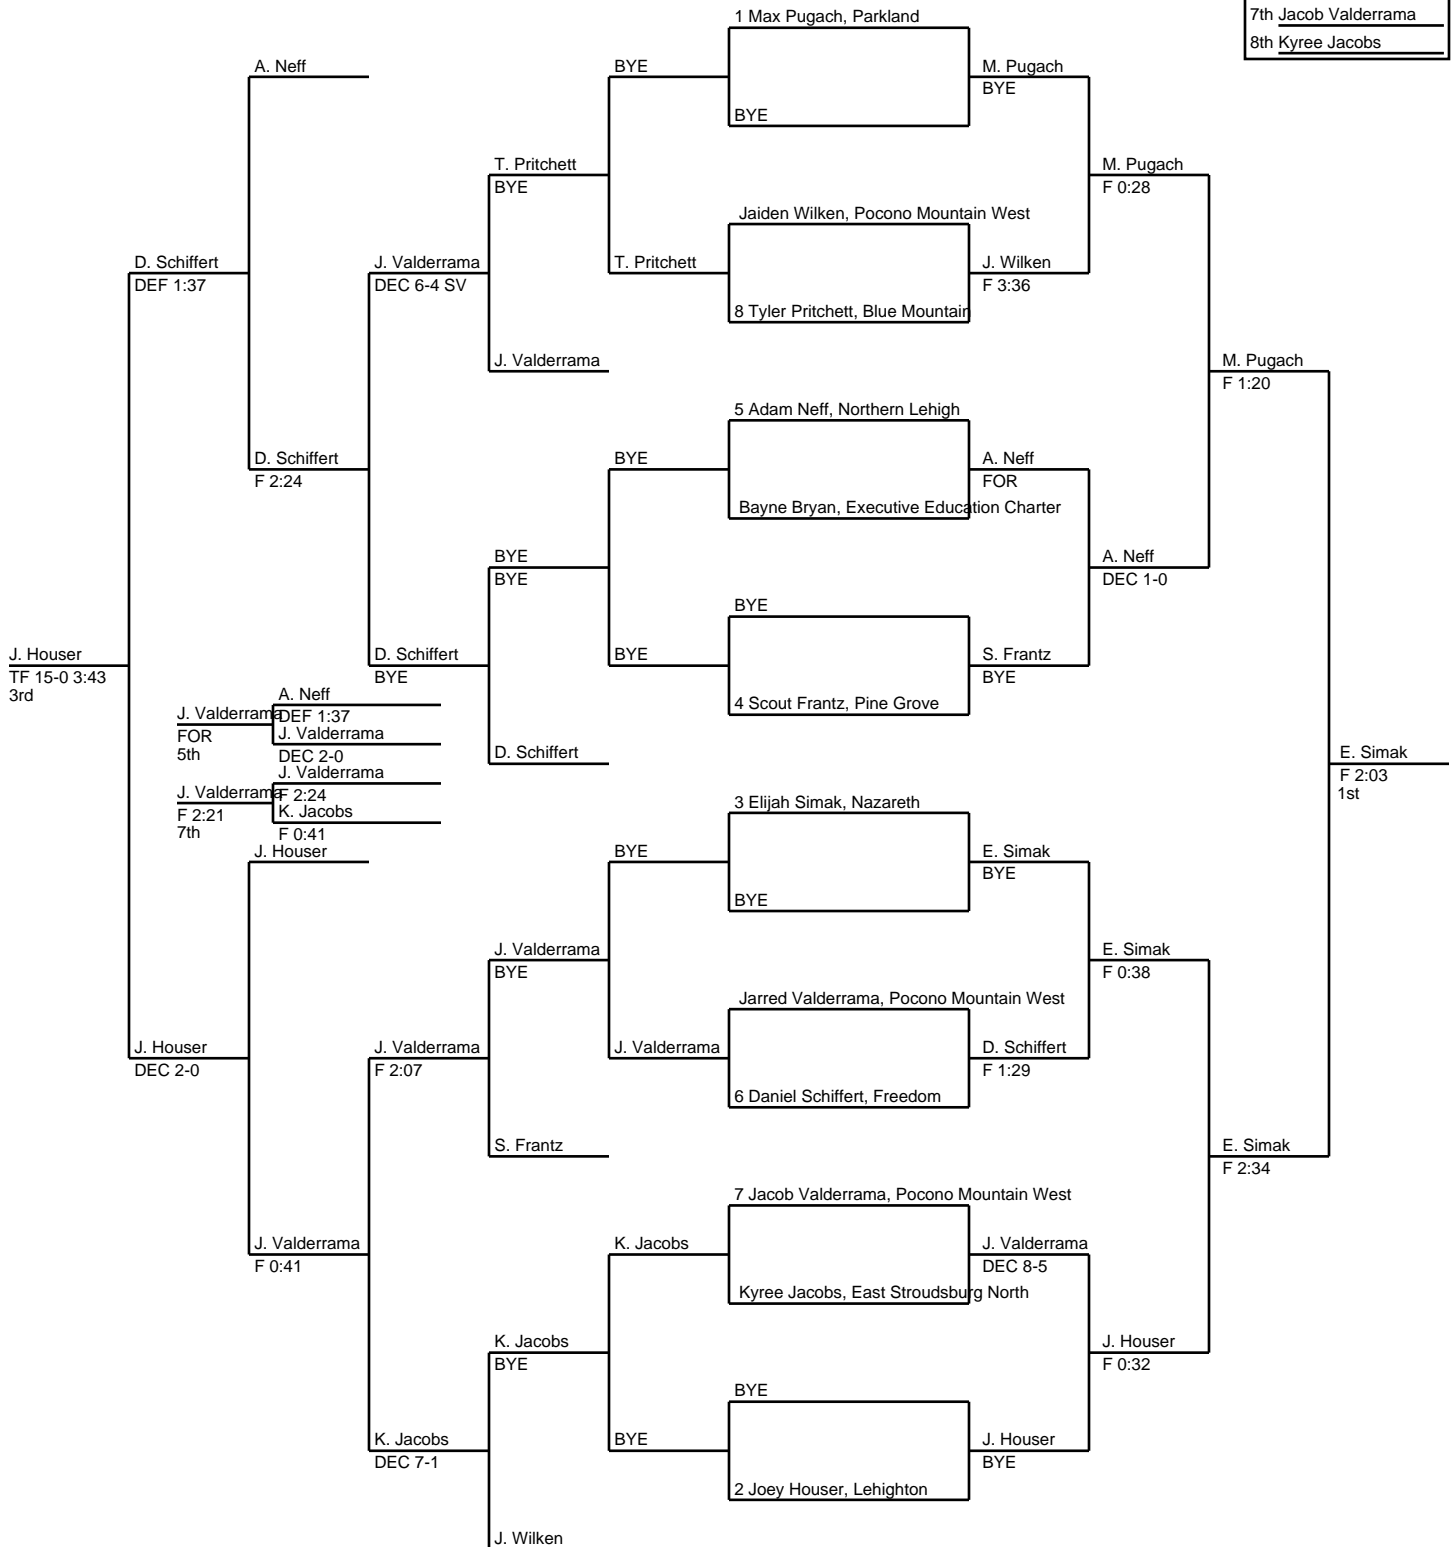 7th Jacob Valderrama
8th Kyree Jacobs
1 Max Pugach, Parkland
A. Neff
BYE
M. Pugach
BYE
BYE
T. Pritchett
BYE
M. Pugach
F 0:28
Jaiden Wilken, Pocono Mountain West
D. Schiffert
DEF 1:37
J. Valderrama
DEC 6-4 SV
T. Pritchett
J. Wilken
F 3:36
8 Tyler Pritchett, Blue Mountain
J. Valderrama
M. Pugach
F 1:20
5 Adam Neff, Northern Lehigh
D. Schiffert
F 2:24
BYE
A. Neff
FOR
Bayne Bryan, Executive Education Charter
BYE
BYE
A. Neff
DEC 1-0
BYE
J. Houser
TF 15-0 3:43
3rd
D. Schiffert
BYE
BYE
S. Frantz
BYE
4 Scout Frantz, Pine Grove
A. Neff
DEF 1:37
J. Valderrama
FOR
5th
J. Valderrama
DEC 2-0
D. Schiffert
E. Simak
F 2:03
1st
J. Valderrama
F 2:24
J. Valderrama
F 2:21
7th
K. Jacobs
F 0:41
3 Elijah Simak, Nazareth
J. Houser
BYE
E. Simak
BYE
BYE
J. Valderrama
BYE
E. Simak
F 0:38
Jarred Valderrama, Pocono Mountain West
J. Houser
DEC 2-0
J. Valderrama
F 2:07
J. Valderrama
D. Schiffert
F 1:29
6 Daniel Schiffert, Freedom
S. Frantz
E. Simak
F 2:34
7 Jacob Valderrama, Pocono Mountain West
J. Valderrama
F 0:41
K. Jacobs
J. Valderrama
DEC 8-5
Kyree Jacobs, East Stroudsburg North
K. Jacobs
BYE
J. Houser
F 0:32
BYE
K. Jacobs
DEC 7-1
BYE
J. Houser
BYE
2 Joey Houser, Lehighton
J. Wilken